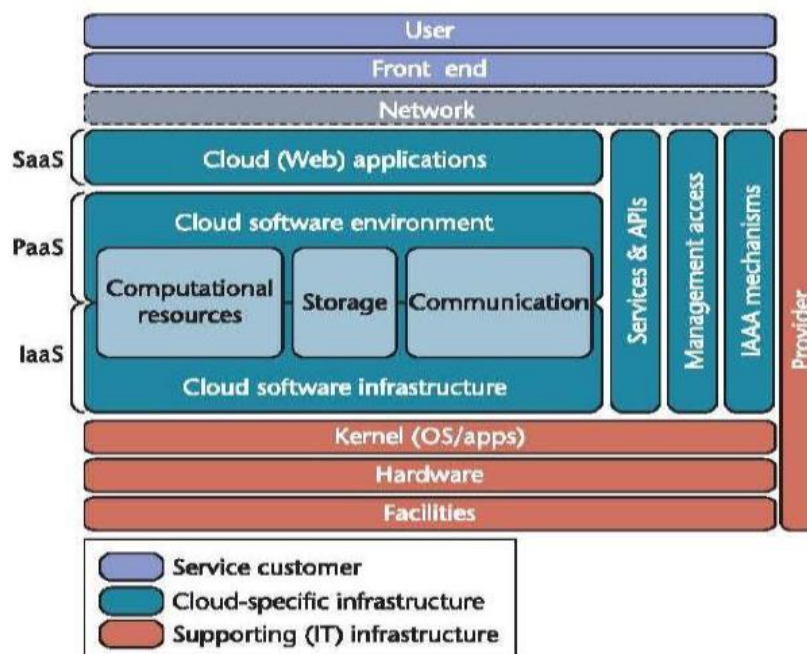 User
Front end
Network
SaaS
Cloud (Web) applications
PaaS
Cloud software environment
Computational
resources
Storage
Communication
IaaS
Cloud software infrastructure
Services & APIs
Management access
IAAA mechanisms
Provider
Kernel (OS/apps)
Hardware
Facilities
Service customer
Cloud-specific infrastructure
Supporting (IT) infrastructure